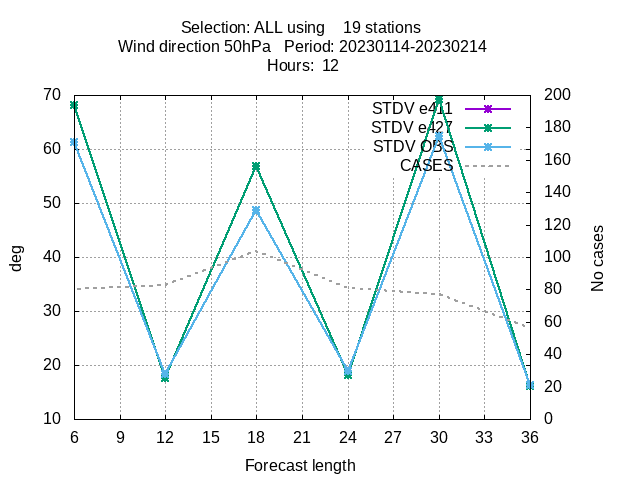 Selection: ALL using    19 stations
Wind direction 50hPa   Period: 20230114-20230214
Hours:  12
STDV e411
STDV e427
STDV OBS
CASES
deg
No cases
70
60
50
40
30
20
10
200
180
160
140
120
100
80
60
40
20
0
6 9 12 15 18 21 24 27 30 33 36
Forecast length